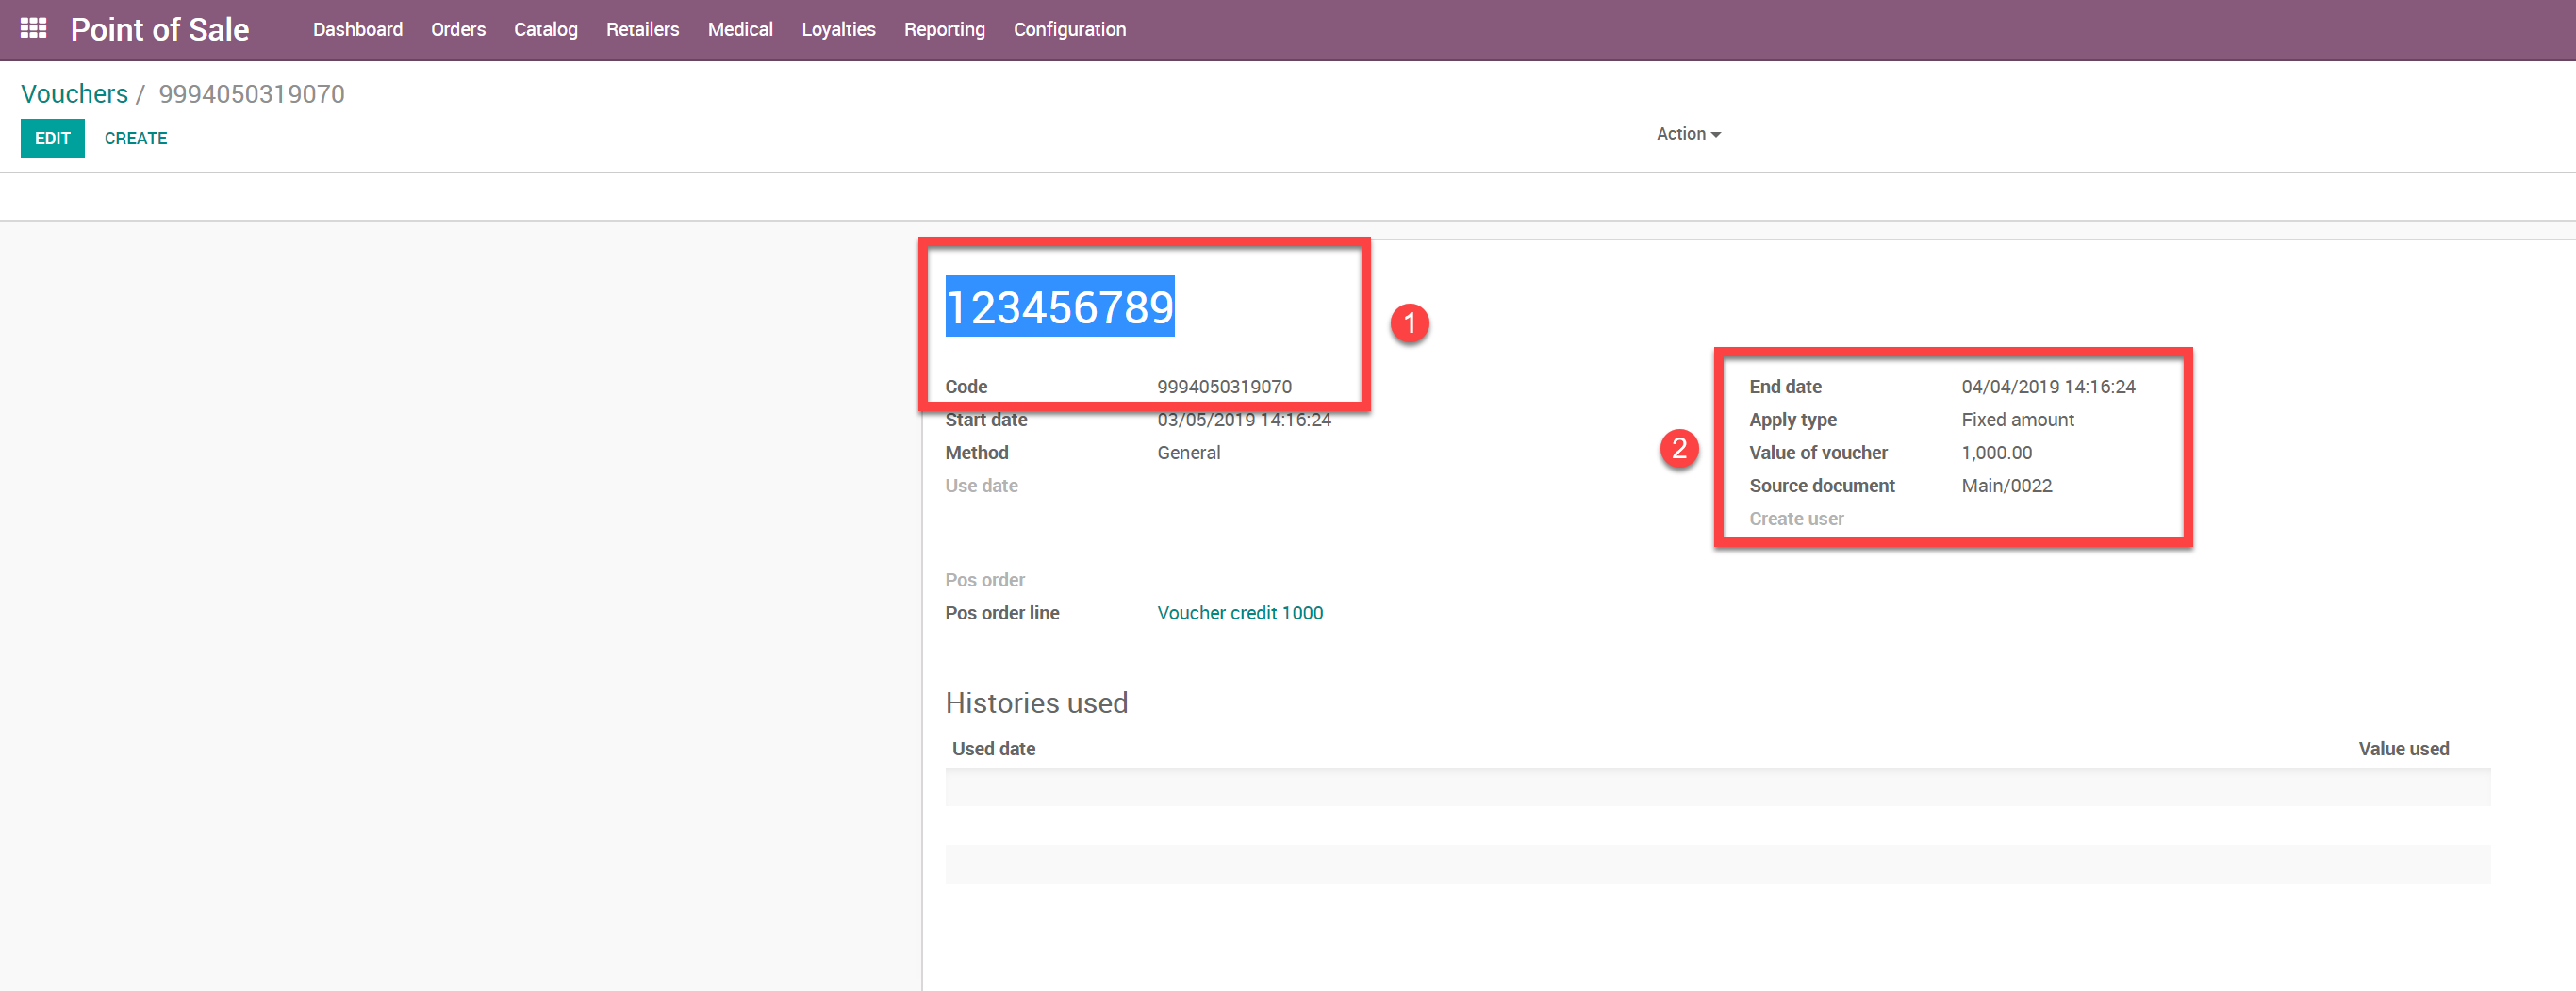 Point of Sale Dashboard Orders Catalog Retailers Medical Loyalties Reporting Configuration
Vouchers / 9994050319070
EDIT CREATE Action
123456789
1
Code 9994050319070 End date 04/04/2019 14:16:24
Start date 03/05/2019 14:16:24 Apply type Fixed amount
2
Method General Value of voucher 1,000.00
Use date Source document Main/0022
Create user
Pos order
Pos order line Voucher credit 1000
Histories used
Used date Value used